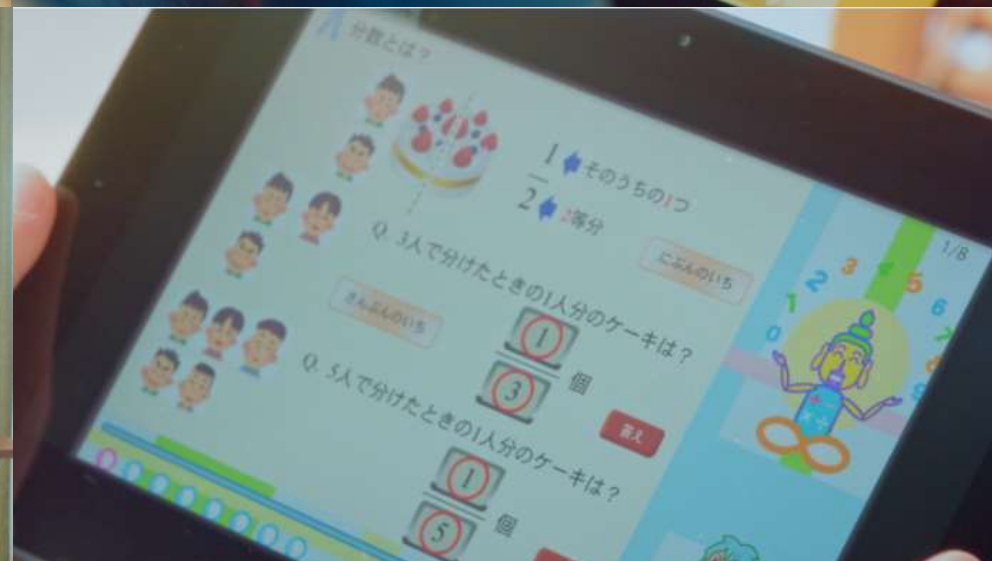 分数とは？
1
2
そのうちの1つ
2等分
にぶんのいち
Q. 3人で分けたときの1人分のケーキは？
さんぶんのいち
1
3
個
答え
Q. 5人で分けたときの1人分のケーキは？
1
5
個
1/8
0
1
2
3
4
5
6
7
8
9